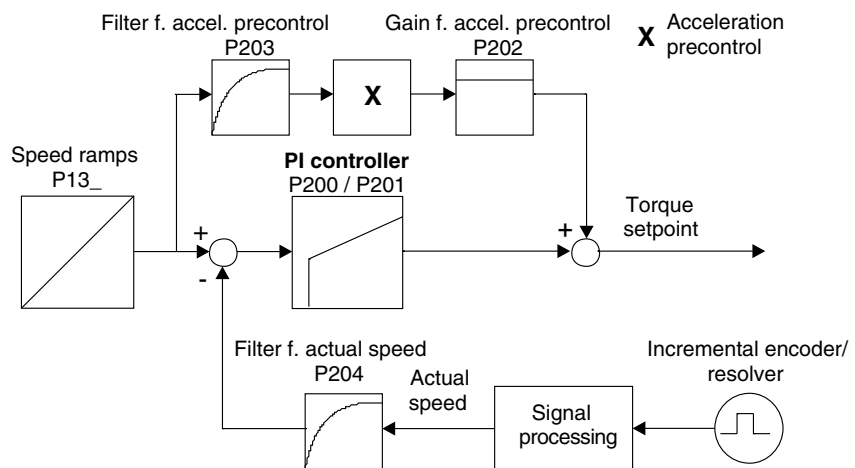 Filter f. accel. precontrol
P203
Gain f. accel. precontrol
P202
X Acceleration
precontrol
X
Speed ramps
P13_
PI controller
P200 / P201
+
-
+
Torque
setpoint
Filter f. actual speed
P204
Actual
speed
Signal
processing
Incremental encoder/
resolver